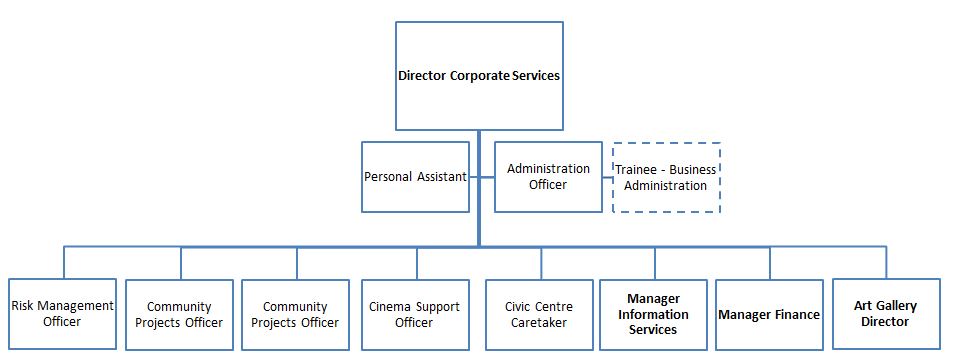 Director Corporate Services
Personal Assistant
Administration
Officer
Trainee - Business
Administration
Risk Management
Officer
Community
Projects Officer
Community
Projects Officer
Cinema Support
Officer
Civic Centre
Caretaker
Manager
Information
Services
Manager Finance
Art Gallery
Director